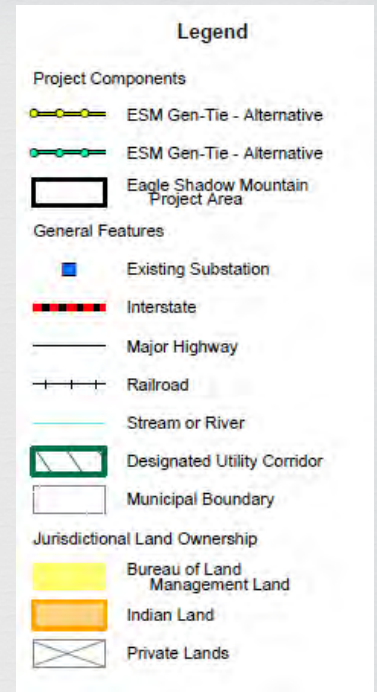 Legend
Project Components
ESM Gen-Tie - Alternative
ESM Gen-Tie - Alternative
Eagle Shadow Mountain
Project Area
General Features
Existing Substation
Interstate
Major Highway
Railroad
Stream or River
Designated Utility Corridor
Municipal Boundary
Jurisdictional Land Ownership
Bureau of Land
Management Land
Indian Land
Private Lands